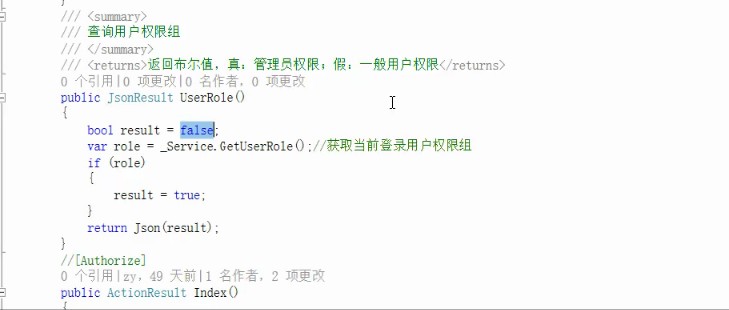 /// <summary>
/// 查询用户权限组
/// </summary>
/// <returns>返回布尔值，真：管理员权限；假：一般用户权限</returns>
0 个引用|0 项更改|0 名作者，0 项更改
public JsonResult UserRole()
{
bool result = false;
var role = _Service.GetUserRole();//获取当前登录用户权限组
if (role)
{
result = true;
}
return Json(result);
}
//[Authorize]
0 个引用|zy，49 天前|1 名作者，2 项更改
public ActionResult Index()
{